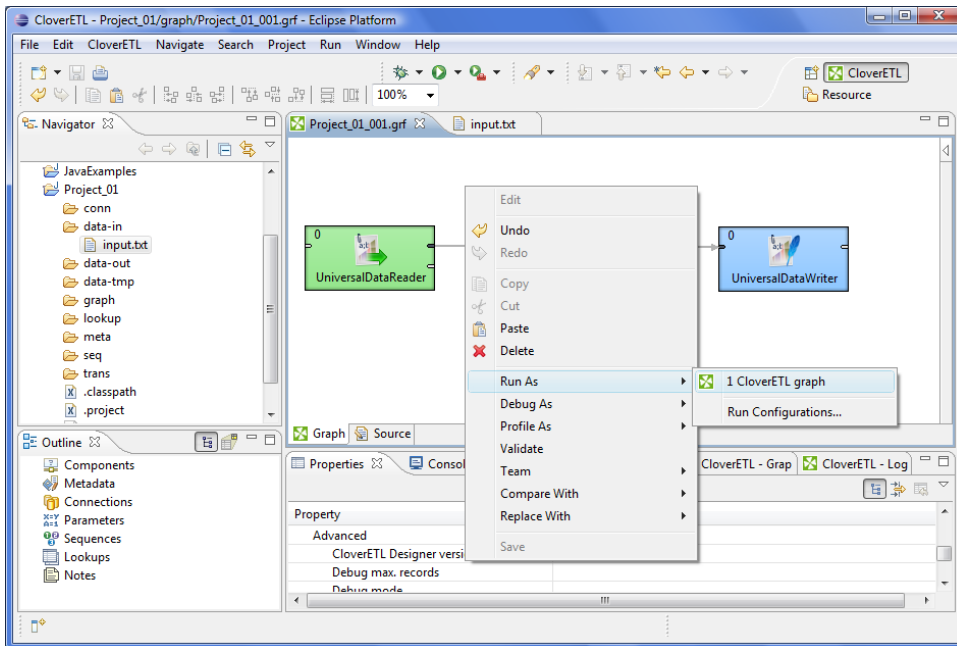 CloverETL - Project_01/graph/Project_01_001.grf - Eclipse Platform
File Edit CloverETL Navigate Search Project Run Window Help
CloverETL
100%
Resource
Navigator
Project_01_001.grf
input.txt
JavaExamples
Project_01
conn
data-in
input.txt
data-out
data-tmp
graph
lookup
meta
seq
trans
.classpath
.project
0
UniversalDataReader
0
UniversalDataWriter
Edit
Undo
Redo
Copy
Cut
Paste
Delete
Run As
Debug As
Profile As
Validate
Team
Compare With
Replace With
Save
1 CloverETL graph
Run Configurations...
Graph
Source
Outline
Components
Metadata
Connections
Parameters
Sequences
Lookups
Notes
Properties
Consol
CloverETL - Grap
CloverETL - Log
Property
Advanced
CloverETL Designer versi
Debug max. records
Debug mode